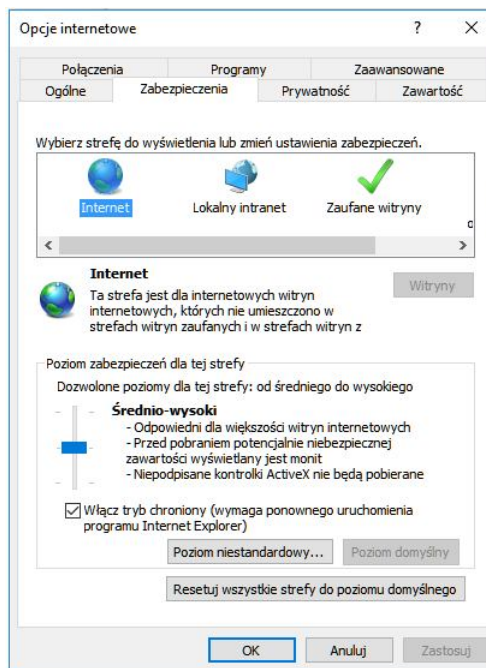 Opcje internetowe
?
Połączenia Programy Zaawansowane
Ogólne Zabezpieczenia Prywatność Zawartość
Wybierz strefę do wyświetlenia lub zmień ustawienia zabezpieczeń.
Internet Lokalny intranet Zaufane witryny
Internet
Witryny
Ta strefa jest dla internetowych witryn
internetowych, których nie umieszczono w
strefach witryn zaufanych i w strefach witryn z
Poziom zabezpieczeń dla tej strefy
Dozwolone poziomy dla tej strefy: od średniego do wysokiego
Średnio-wysoki
- Odpowiedni dla większości witryn internetowych
- Przed pobraniem potencjalnie niebezpiecznej
zawartości wyświetlany jest monit
- Niepodpisane kontrolki ActiveX nie będą pobierane
Włącz tryb chroniony (wymaga ponownego uruchomienia
programu Internet Explorer)
Poziom niestandardowy... Poziom domyślny
Resetuj wszystkie strefy do poziomu domyślnego
OK Anuluj Zastosuj